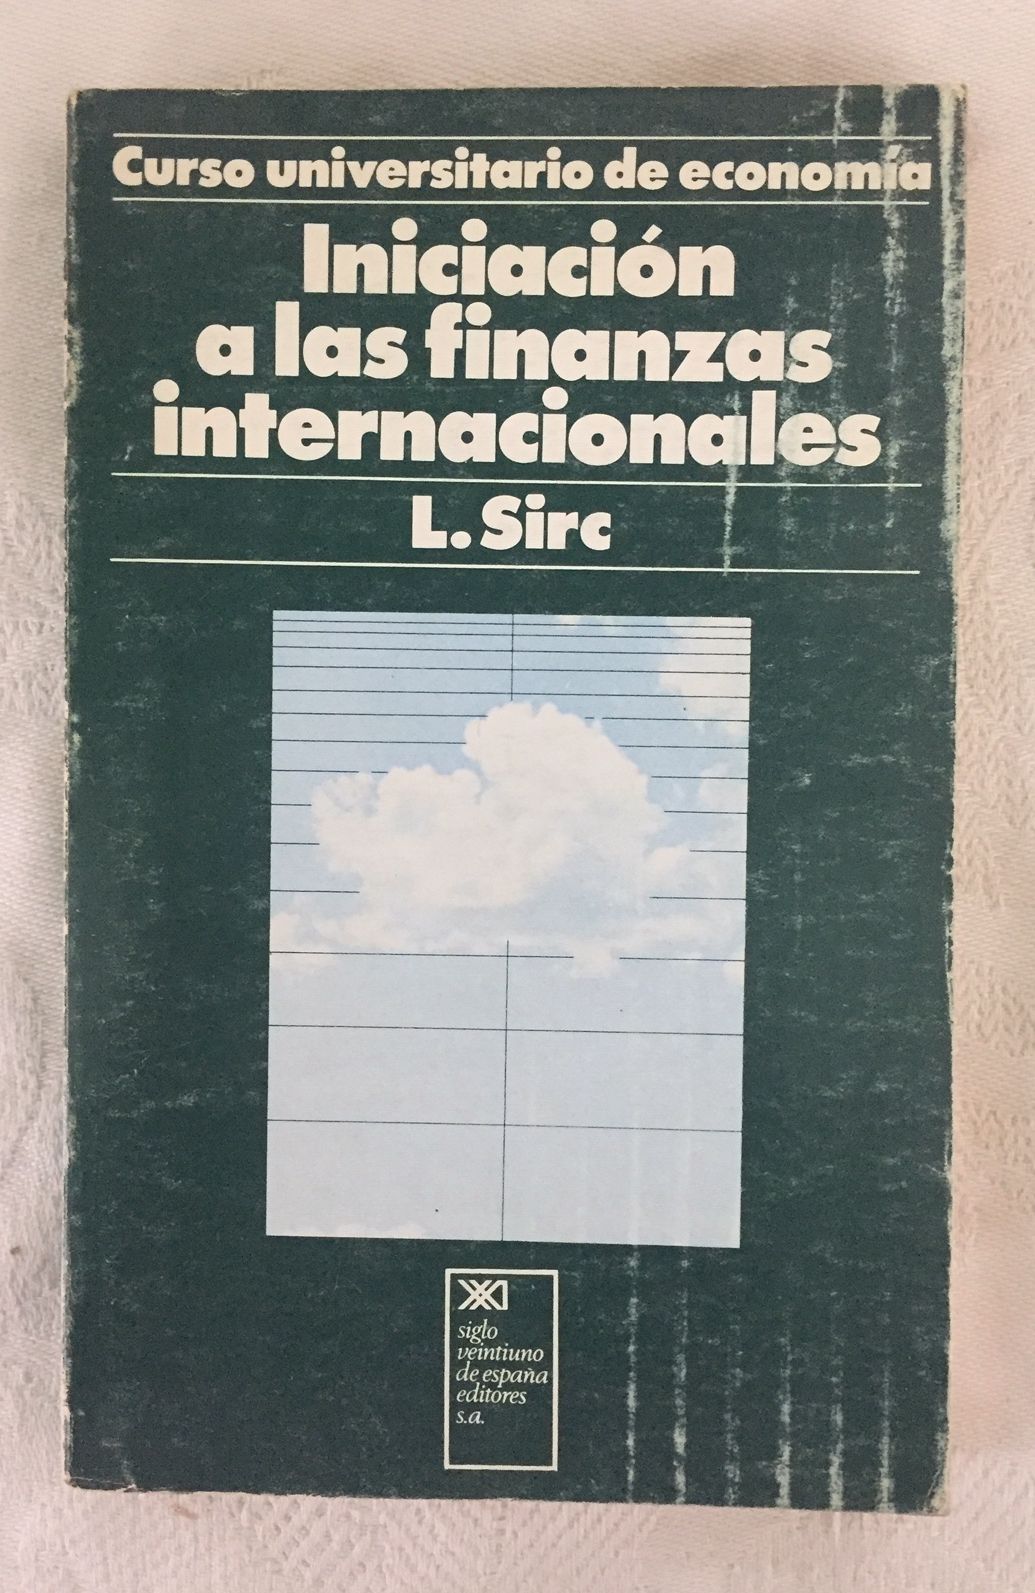 Curso universitario de economía
Iniciación
a las finanzas
internacionales
L. Sirc
siglo
veintiuno
de españa
editores
s.a.